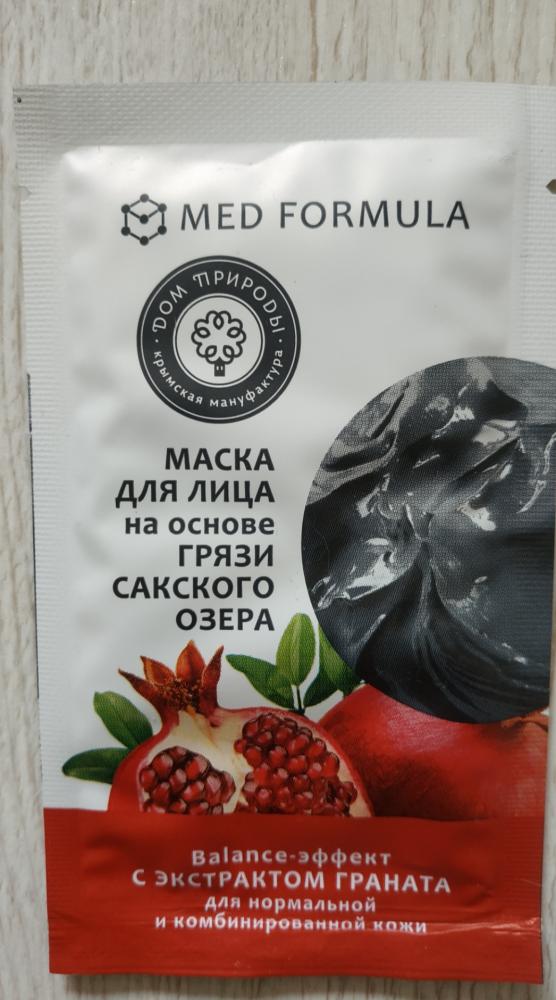 MED FORMULA
ДОМ ПРИРОДЫ
крымская мануфактура
МАСКА
ДЛЯ ЛИЦА
на основе
ГРЯЗИ
САКСКОГО
ОЗЕРА
Balance-эффект
С ЭКСТРАКТОМ ГРАНАТА
для нормальной
и комбинированной кожи